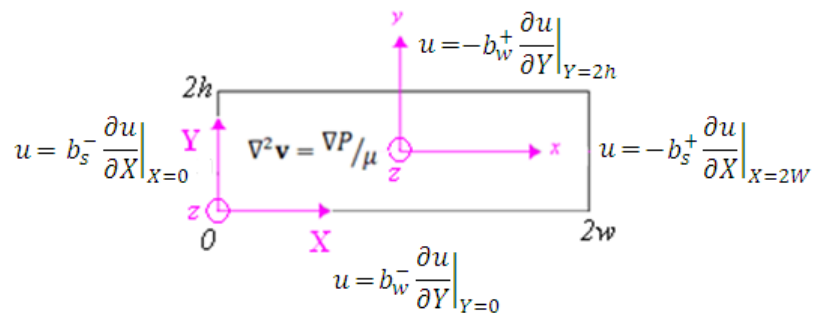 y
u = −b_w^+ ∂u/∂Y|_{Y=2h}
2h
Y
u = b_s^- ∂u/∂X|_{X=0}
∇²v = ∇P/μ
x
z
u = −b_s^+ ∂u/∂X|_{X=2W}
z
0
X
2w
u = b_w^- ∂u/∂Y|_{Y=0}